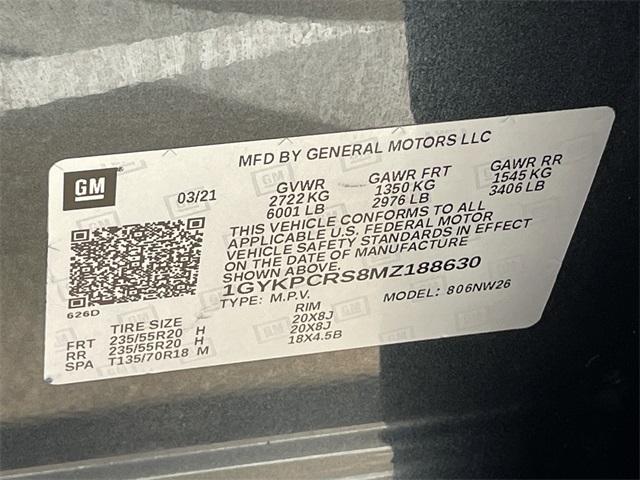 MFD BY GENERAL MOTORS LLC
GM
03/21
GVWR GAWR FRT GAWR RR
2722 KG 1350 KG 1545 KG
6001 LB 2976 LB 3406 LB
THIS VEHICLE CONFORMS TO ALL
APPLICABLE U.S. FEDERAL MOTOR
VEHICLE SAFETY STANDARDS IN EFFECT
ON THE DATE OF MANUFACTURE
SHOWN ABOVE.
1GYKPCRS8MZ188630
TYPE: M.P.V. MODEL: 806NW26
626D
TIRE SIZE RIM
FRT 235/55R20 H 20X8J
RR 235/55R20 H 20X8J
SPA T135/70R18 M 18X4.5B